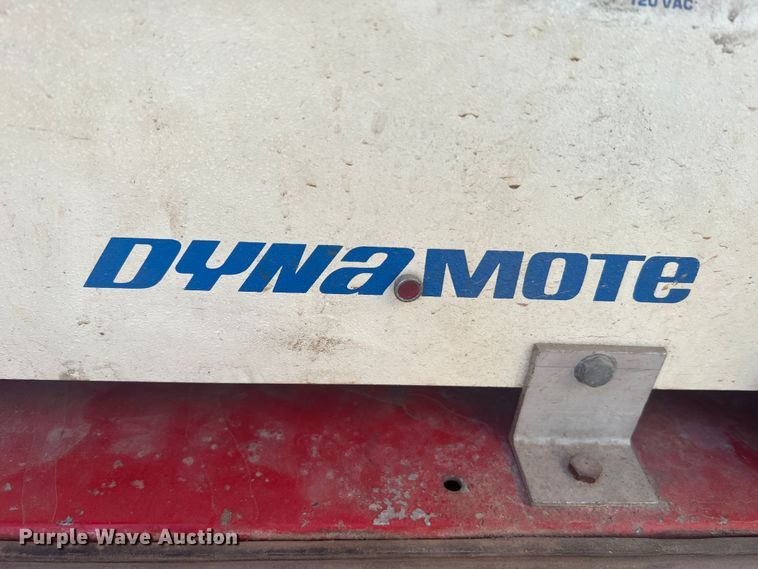 120 VAC
DYNAMOTE
Purple Wave Auction